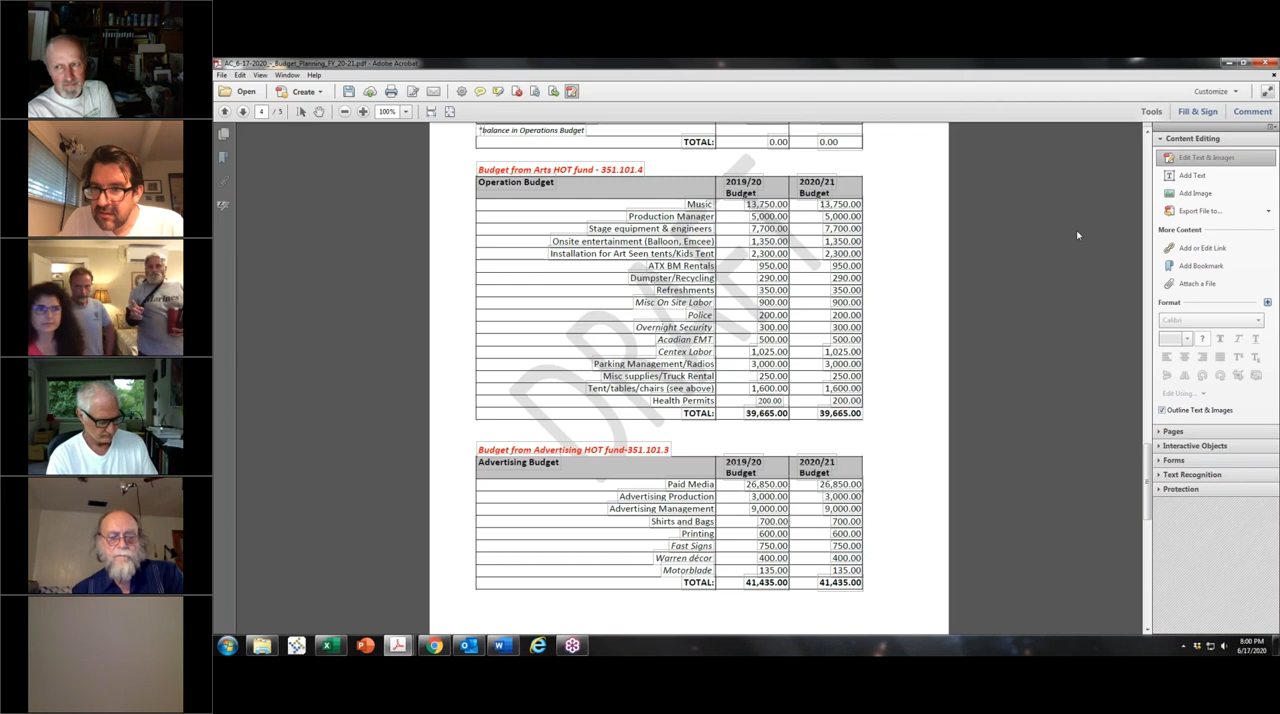 AC_6-17-2020_-_Budget_Planning_FY_20-21.pdf - Adobe Acrobat
File Edit View Window Help
Open Create Customize
4 / 5 100% Tools Fill & Sign Comment
*balance in Operations Budget
TOTAL: 0.00 0.00
Budget from Arts HOT fund - 351.101.4
Operation Budget 2019/20 Budget 2020/21 Budget
Music 13,750.00 13,750.00
Production Manager 5,000.00 5,000.00
Stage equipment & engineers 7,700.00 7,700.00
Onsite entertainment (Balloon, Emcee) 1,350.00 1,350.00
Installation for Art Seen tents/Kids Tent 2,300.00 2,300.00
ATX BM Rentals 950.00 950.00
Dumpster/Recycling 290.00 290.00
Refreshments 350.00 350.00
Misc On Site Labor 900.00 900.00
Police 200.00 200.00
Overnight Security 300.00 300.00
Acadian EMT 500.00 500.00
Centex Labor 1,025.00 1,025.00
Parking Management/Radios 3,000.00 3,000.00
Misc supplies/Truck Rental 250.00 250.00
Tent/tables/chairs (see above) 1,600.00 1,600.00
Health Permits 200.00 200.00
TOTAL: 39,665.00 39,665.00
DRAFT
Budget from Advertising HOT fund-351.101.3
Advertising Budget 2019/20 Budget 2020/21 Budget
Paid Media 26,850.00 26,850.00
Advertising Production 3,000.00 3,000.00
Advertising Management 9,000.00 9,000.00
Shirts and Bags 700.00 700.00
Printing 600.00 600.00
Fast Signs 750.00 750.00
Warren décor 400.00 400.00
Motorblade 135.00 135.00
TOTAL: 41,435.00 41,435.00
Content Editing
Edit Text & Images
Add Text
Add Image
Export File to...
More Content
Add or Edit Link
Add Bookmark
Attach a File
Format
Calibri
Edit Using...
Outline Text & Images
Pages
Interactive Objects
Forms
Text Recognition
Protection
8:00 PM
6/17/2020